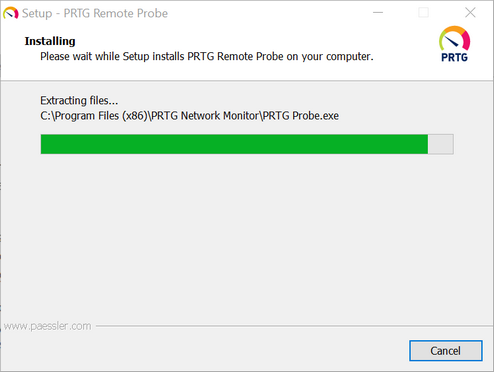 Setup - PRTG Remote Probe
Installing
Please wait while Setup installs PRTG Remote Probe on your computer.
PRTG
Extracting files...
C:\Program Files (x86)\PRTG Network Monitor\PRTG Probe.exe
www.paessler.com
Cancel